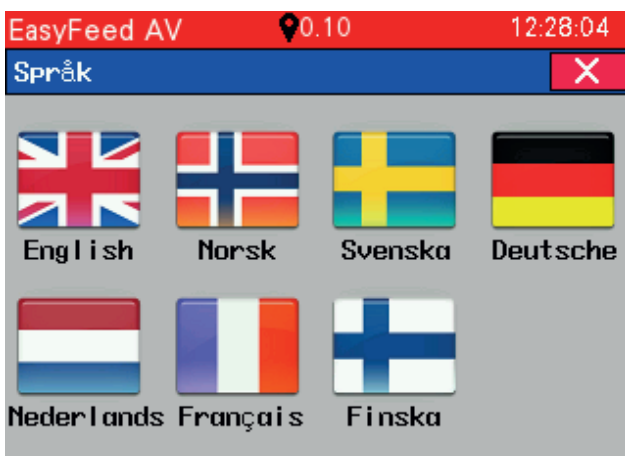 EasyFeed AV 0.10 12:28:04
Språk
English Norsk Svenska Deutsche
Nederlands Français Finska